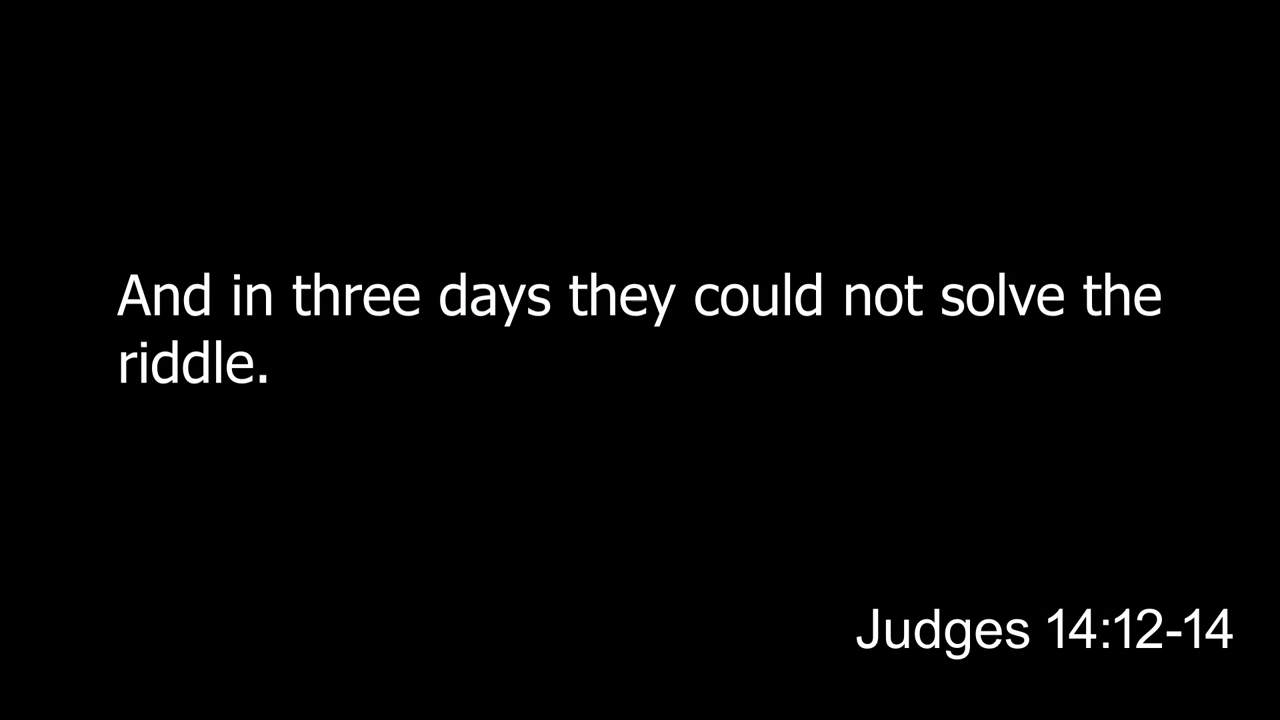 And in three days they could not solve the
riddle.
Judges 14:12-14